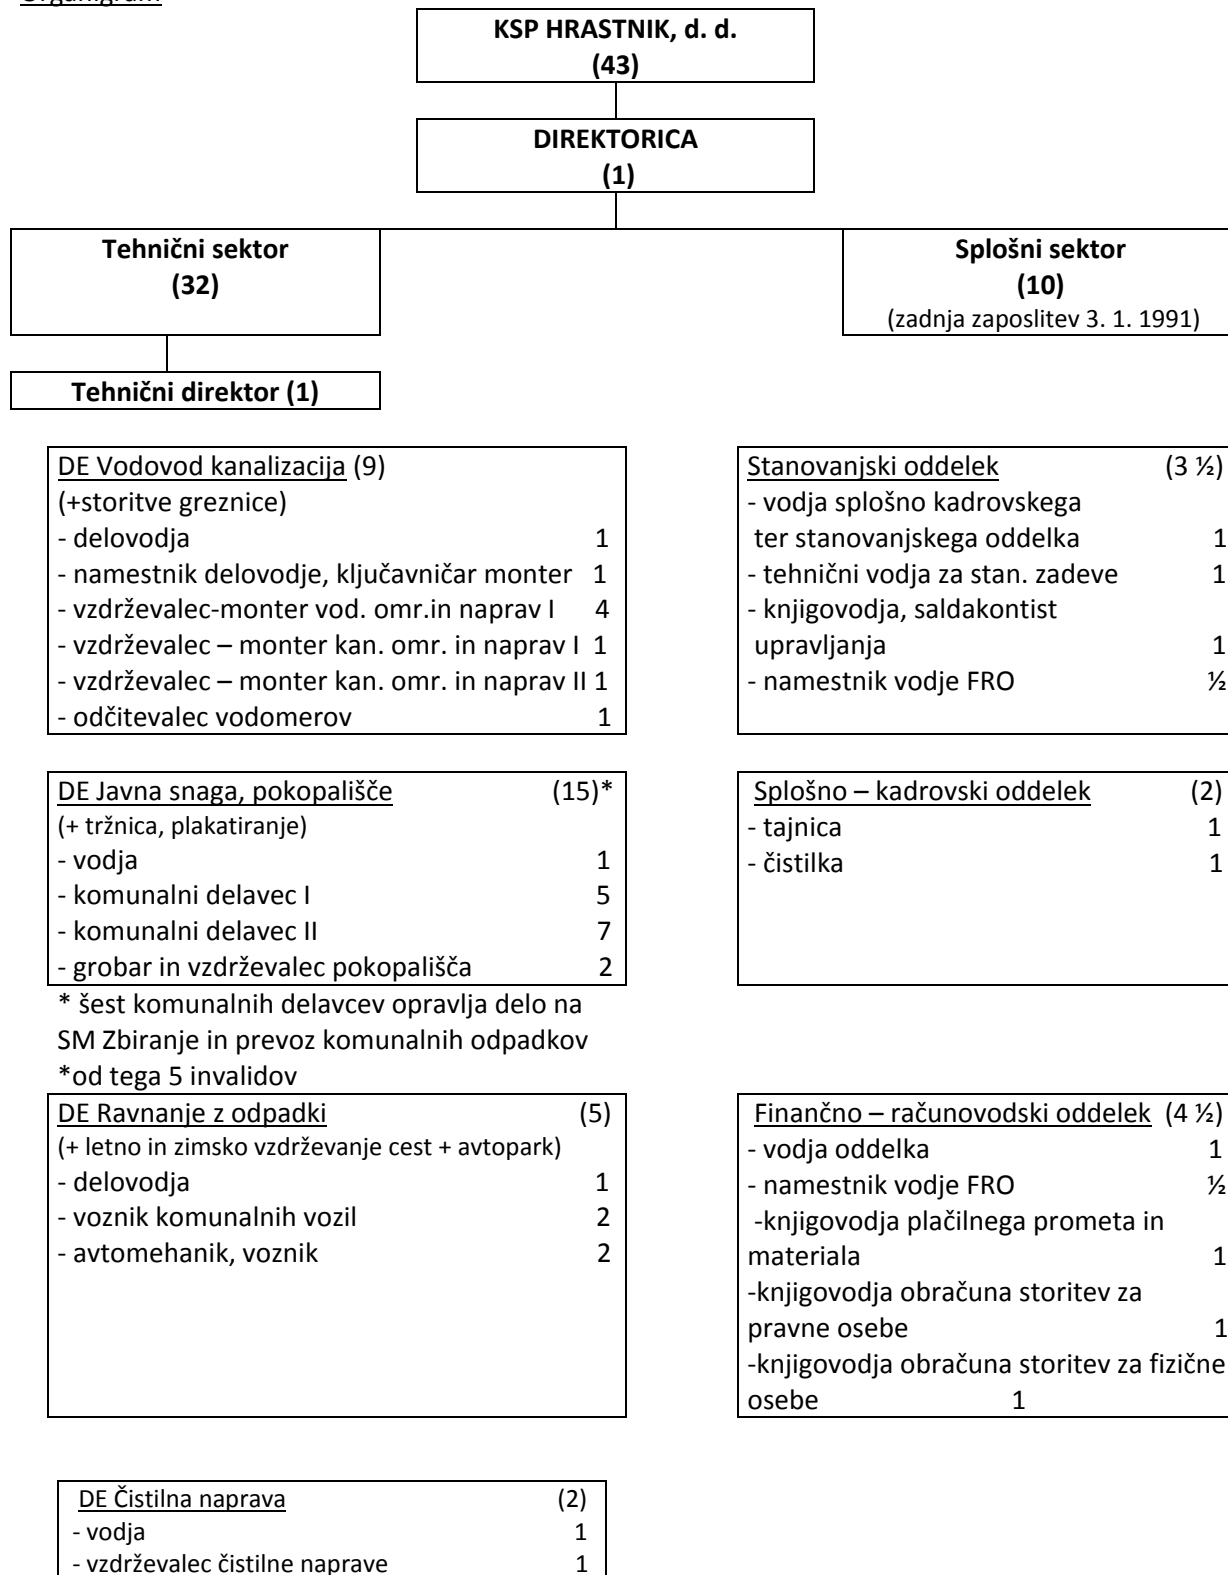 Organigram
KSP HRASTNIK, d. d.
(43)
DIREKTORICA
(1)
Tehnični sektor
(32)
Splošni sektor
(10)
(zadnja zaposlitev 3. 1. 1991)
Tehnični direktor (1)
DE Vodovod kanalizacija (9)
(+storitve greznice)
- delovodja 1
- namestnik delovodje, ključavničar monter 1
- vzdrževalec-monter vod. omr.in naprav I 4
- vzdrževalec – monter kan. omr. in naprav I 1
- vzdrževalec – monter kan. omr. in naprav II 1
- odčitevalec vodomerov 1
Stanovanjski oddelek (3 ½)
- vodja splošno kadrovskega
ter stanovanjskega oddelka 1
- tehnični vodja za stan. zadeve 1
- knjigovodja, saldakontist
upravljanja 1
- namestnik vodje FRO ½
DE Javna snaga, pokopališče (15)*
(+ tržnica, plakatiranje)
- vodja 1
- komunalni delavec I 5
- komunalni delavec II 7
- grobar in vzdrževalec pokopališča 2
* šest komunalnih delavcev opravlja delo na
SM Zbiranje in prevoz komunalnih odpadkov
*od tega 5 invalidov
Splošno – kadrovski oddelek (2)
- tajnica 1
- čistilka 1
DE Ravnanje z odpadki (5)
(+ letno in zimsko vzdrževanje cest + avtopark)
- delovodja 1
- voznik komunalnih vozil 2
- avtomehanik, voznik 2
Finančno – računovodski oddelek (4 ½)
- vodja oddelka 1
- namestnik vodje FRO ½
-knjigovodja plačilnega prometa in
materiala 1
-knjigovodja obračuna storitev za
pravne osebe 1
-knjigovodja obračuna storitev za fizične
osebe 1
DE Čistilna naprava (2)
- vodja 1
- vzdrževalec čistilne naprave 1